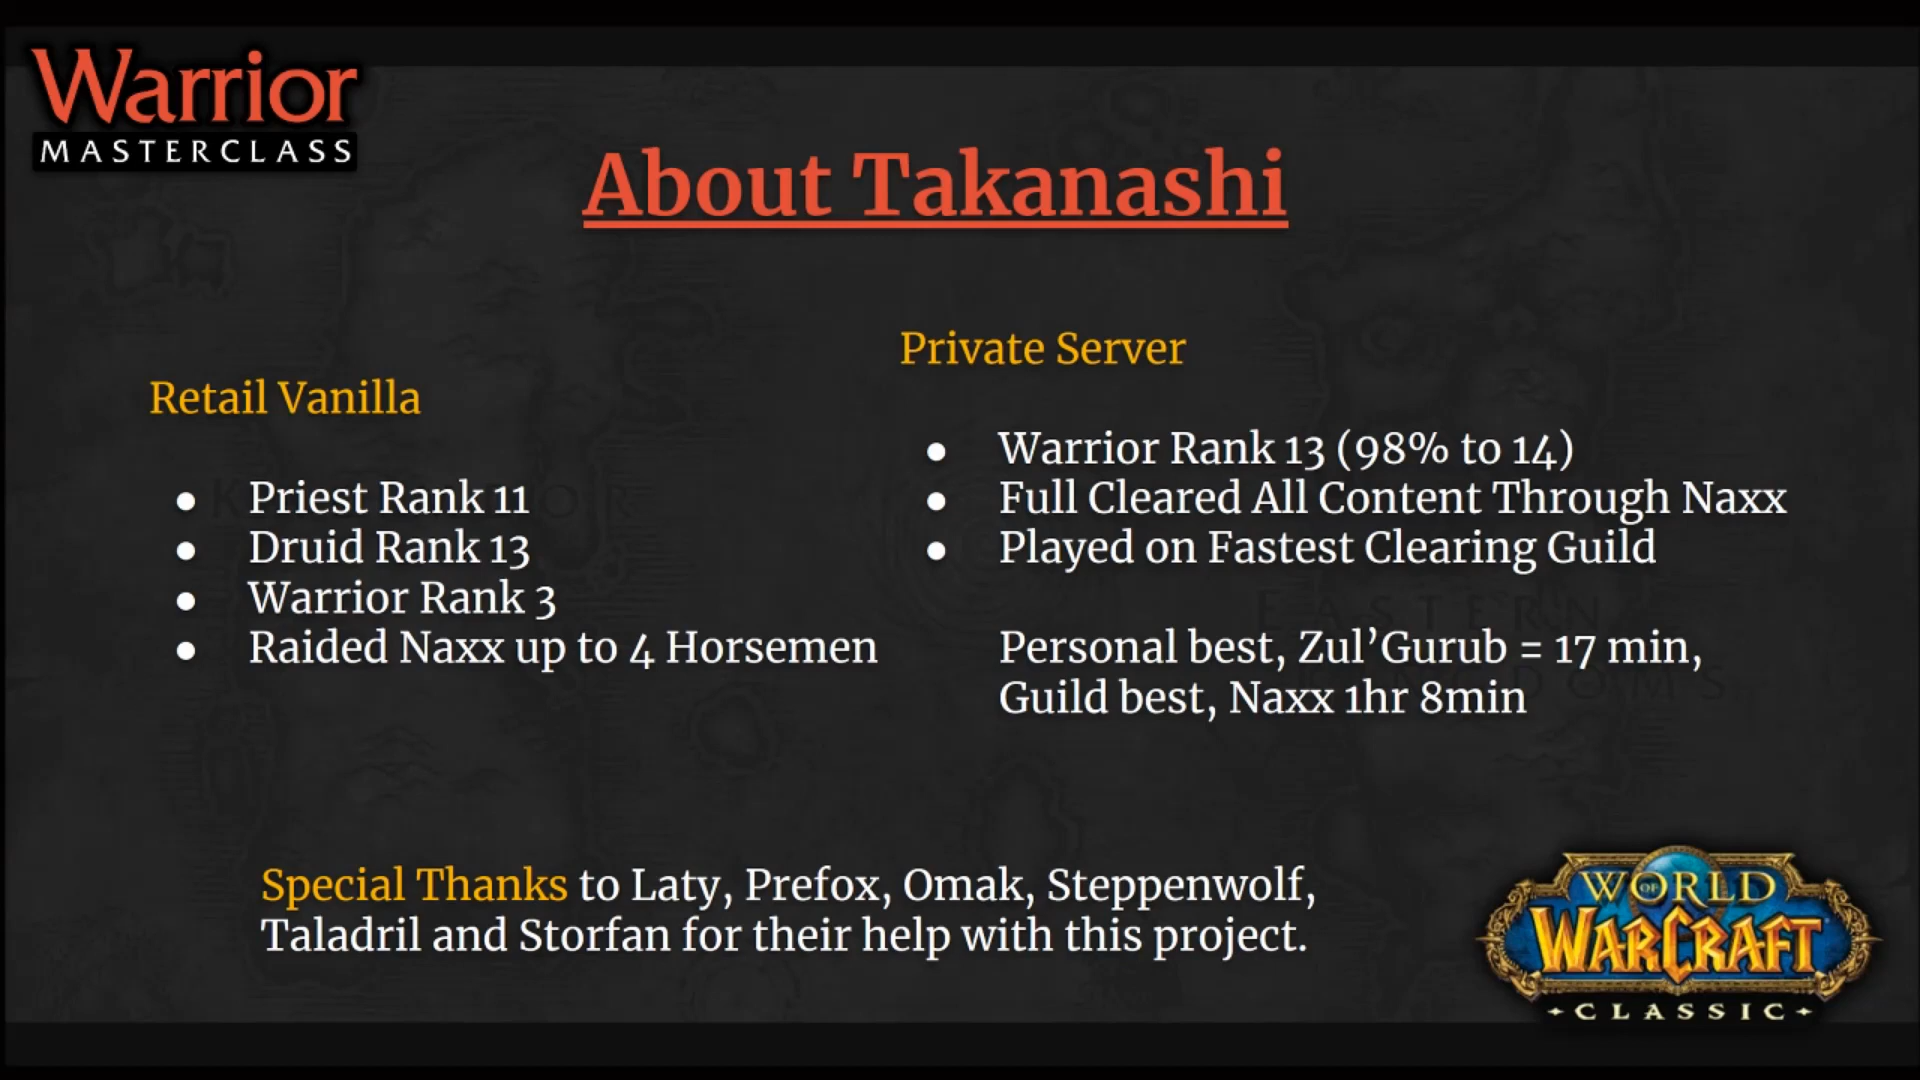 Warrior
MASTERCLASS
About Takanashi
Retail Vanilla
● Priest Rank 11
● Druid Rank 13
● Warrior Rank 3
● Raided Naxx up to 4 Horsemen
Private Server
● Warrior Rank 13 (98% to 14)
● Full Cleared All Content Through Naxx
● Played on Fastest Clearing Guild
Personal best, Zul’Gurub = 17 min,
Guild best, Naxx 1hr 8min
EASTERN
KINGDOMS
Special Thanks to Laty, Prefox, Omak, Steppenwolf,
Taladril and Storfan for their help with this project.
WORLD
OF
WARCRAFT
CLASSIC